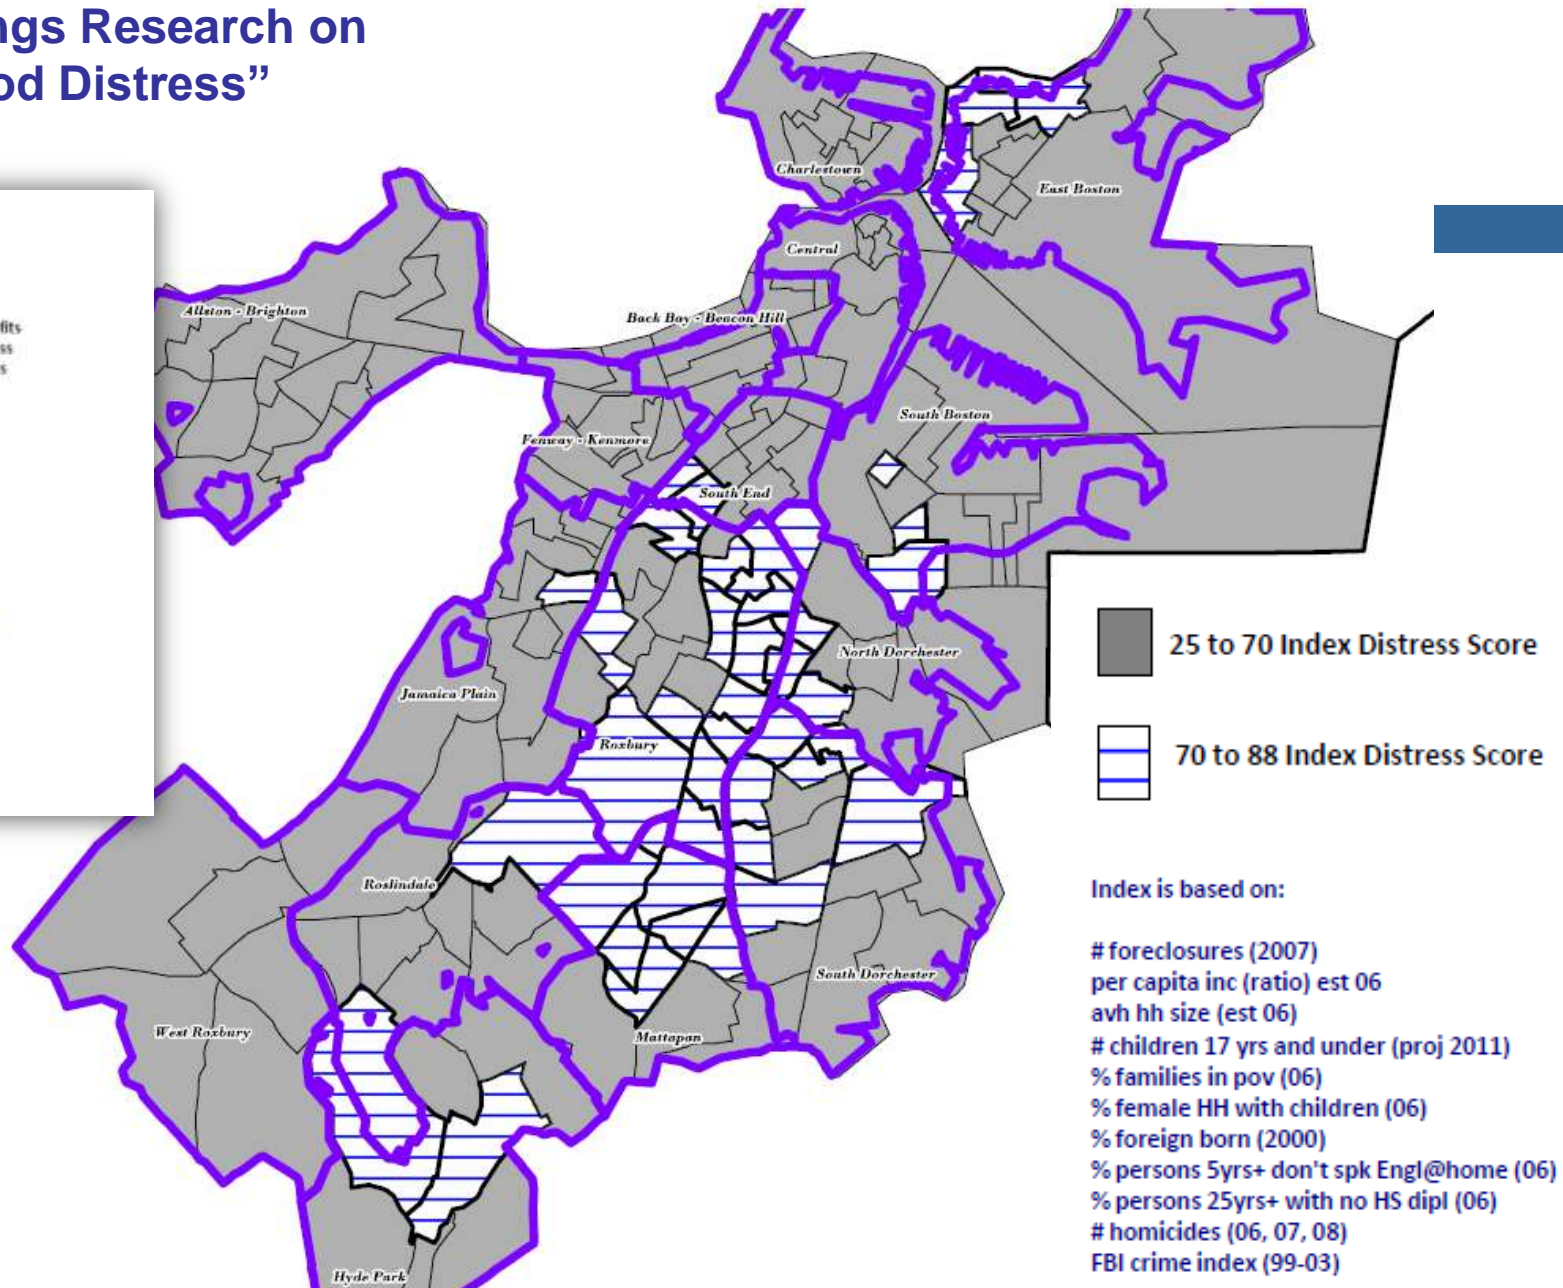 ngs Research on
od Distress”
fits
ss
s
Charlestown
East Boston
Central
Allston - Brighton
Back Bay - Beacon Hill
South Boston
Fenway - Kenmore
South End
North Dorchester
Jamaica Plain
Roxbury
Roslindale
South Dorchester
West Roxbury
Mattapan
Hyde Park
25 to 70 Index Distress Score
70 to 88 Index Distress Score
Index is based on:
# foreclosures (2007)
per capita inc (ratio) est 06
avh hh size (est 06)
# children 17 yrs and under (proj 2011)
% families in pov (06)
% female HH with children (06)
% foreign born (2000)
% persons 5yrs+ don't spk Engl@home (06)
% persons 25yrs+ with no HS dipl (06)
# homicides (06, 07, 08)
FBI crime index (99-03)